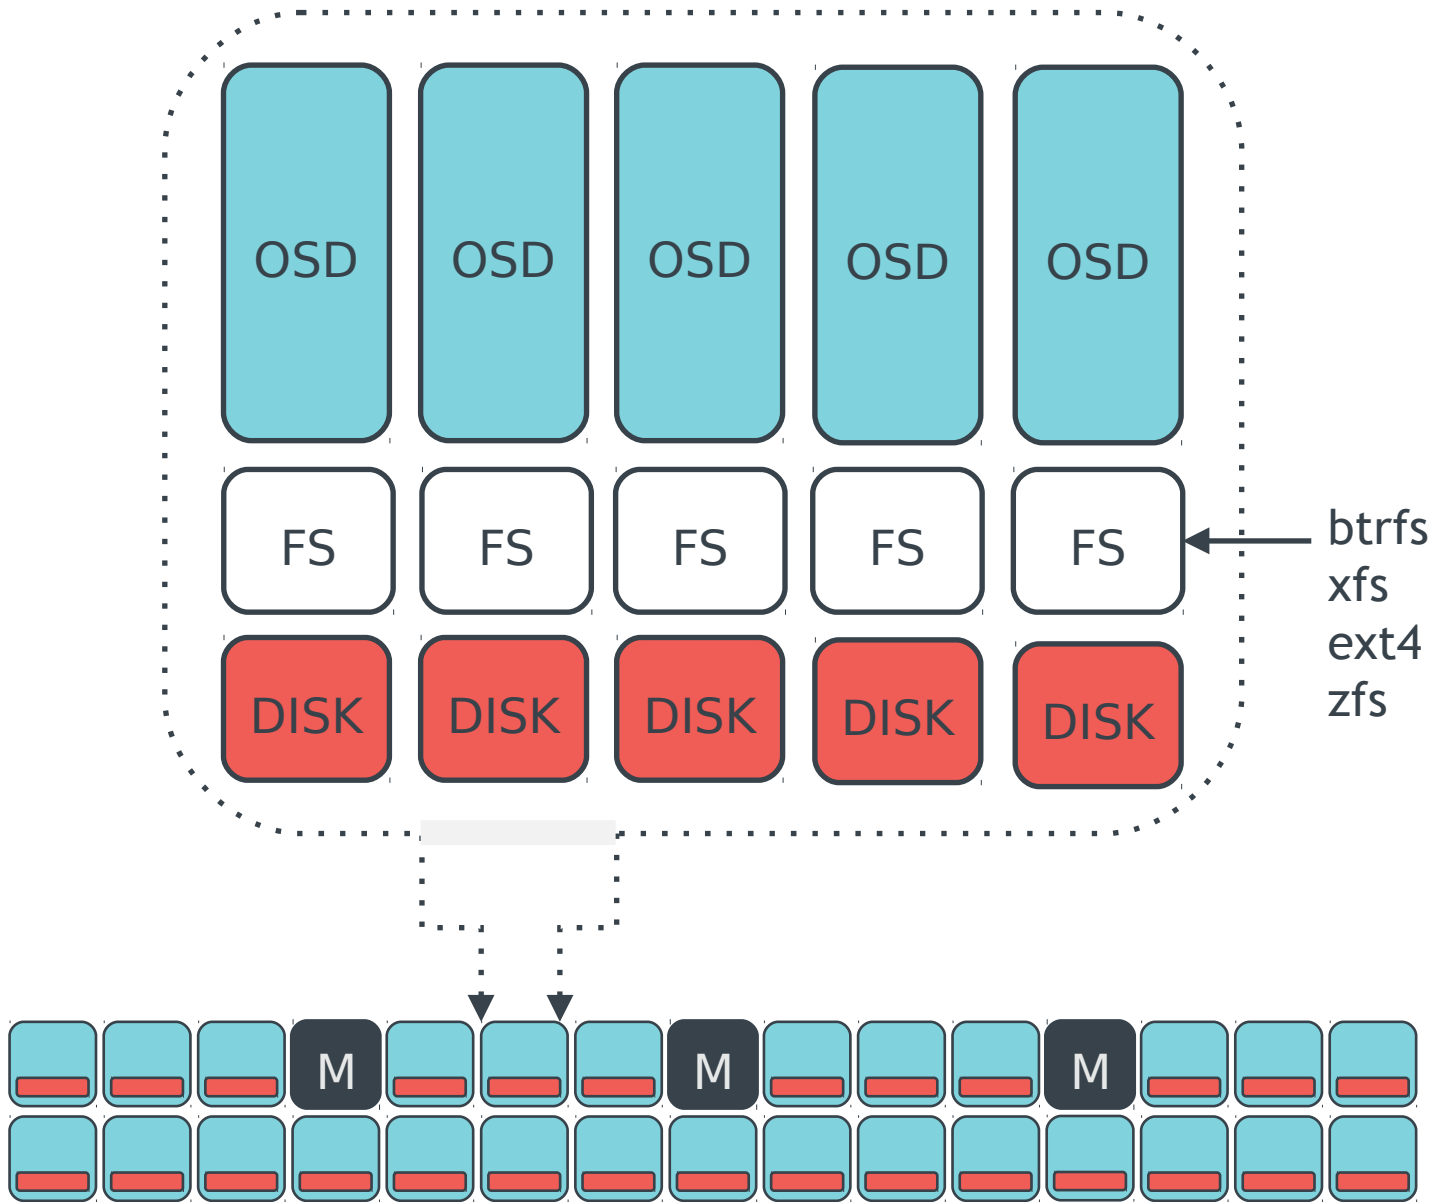 OSD OSD OSD OSD OSD
FS FS FS FS FS
btrfs
xfs
ext4
zfs
DISK DISK DISK DISK DISK
M M M